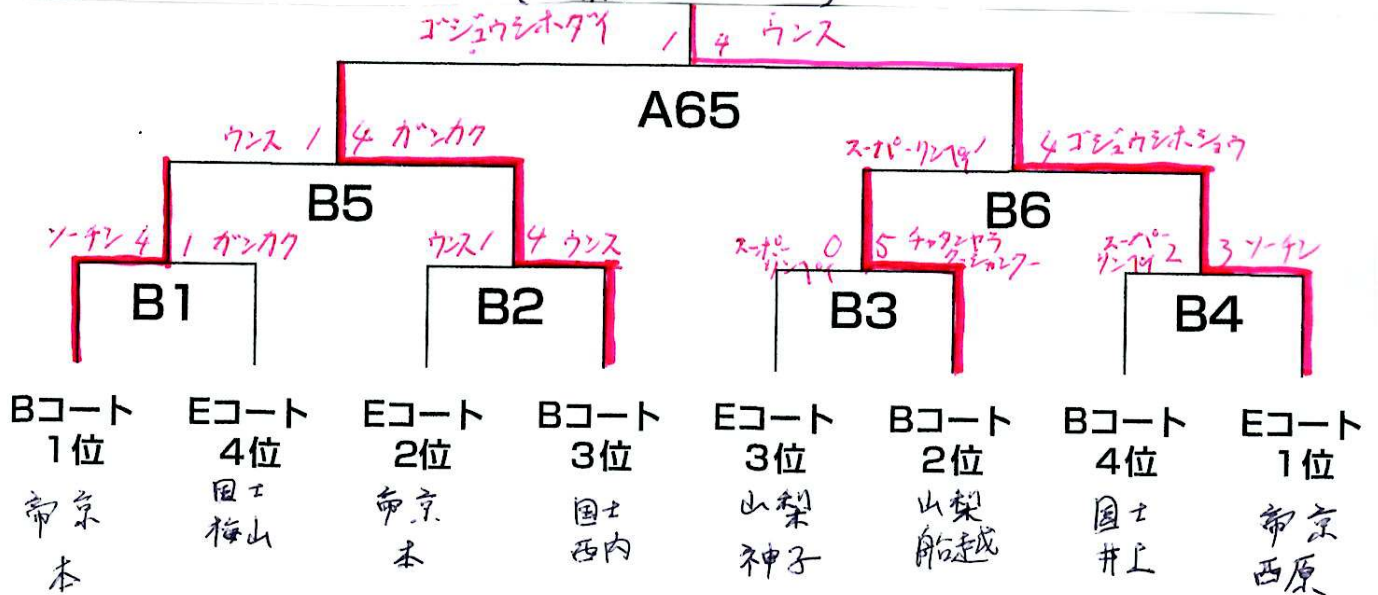 ゴジュウシホダイ 1 4 ウンス
A65
ウンス 1 4 ガンカク
スーパーリンペイ 1 4 ゴジュウシホショウ
B5
B6
ソーチン 4 1 ガンカク
ウンス 1 4 ウンス
スーパー リンペイ 0 5 チャタンヤラ クーシャンクー
スーパー リンペイ 2 3 ソーチン
B1
B2
B3
B4
Bコート Eコート Eコート Bコート Eコート Bコート Bコート Eコート
1位 4位 2位 3位 3位 2位 4位 1位
帝京 国士 帝京 国士 山梨 山梨 国士 帝京
本 梅山 本 西内 神子 船越 井上 西原